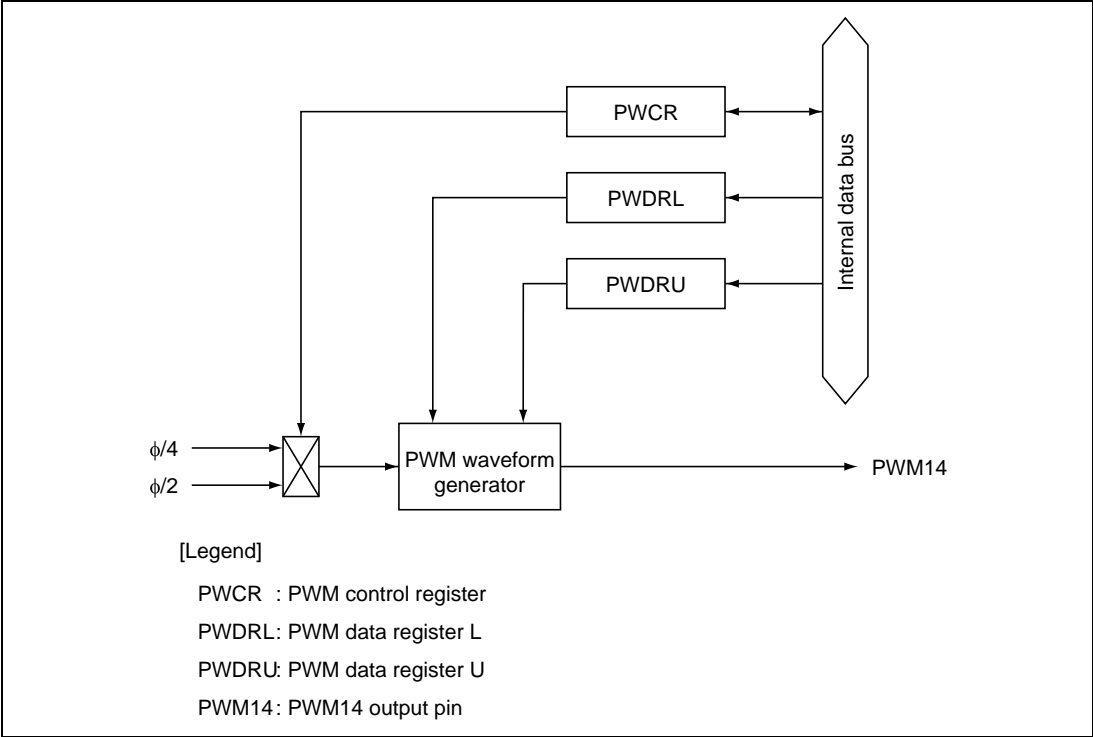 PWCR
PWDRL
PWDRU
Internal data bus
ϕ/4
ϕ/2
PWM waveform
generator
PWM14
[Legend]
PWCR : PWM control register
PWDRL: PWM data register L
PWDRU: PWM data register U
PWM14: PWM14 output pin